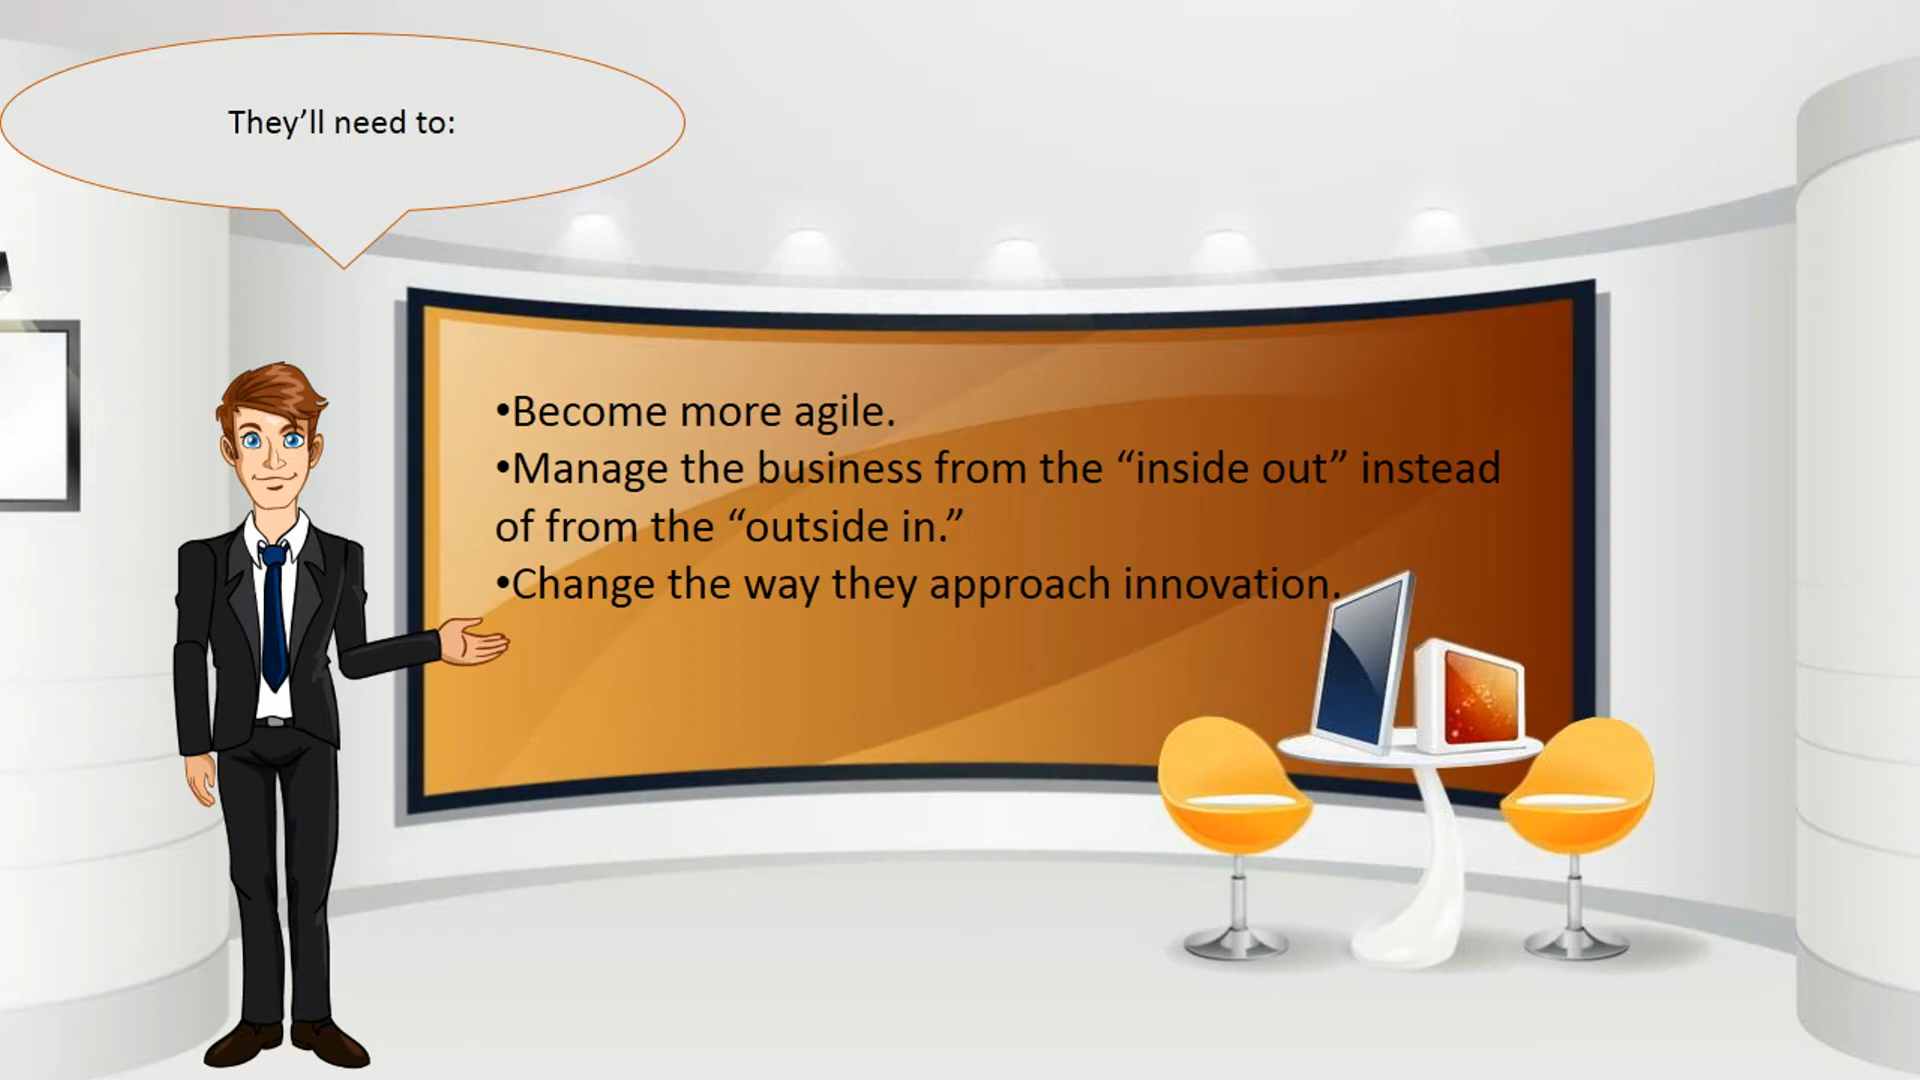 They’ll need to:
•Become more agile.
•Manage the business from the “inside out” instead
of from the “outside in.”
•Change the way they approach innovation.